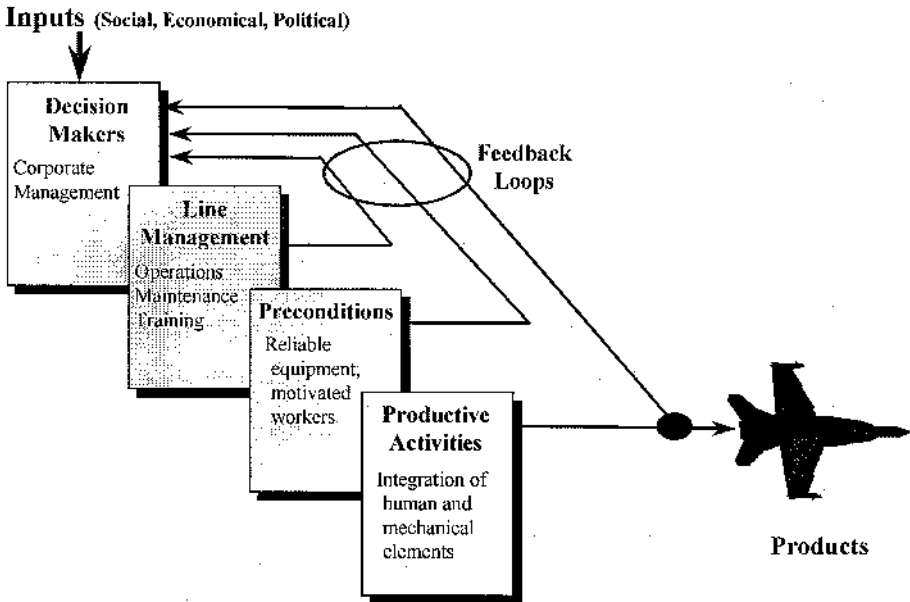 Inputs (Social, Economical, Political)
Decision
Makers
Corporate
Management
Feedback
Loops
Line
Management
Operations
Maintenance
Training
Preconditions
Reliable
equipment;
motivated
workers
Productive
Activities
Integration of
human and
mechanical
elements
Products